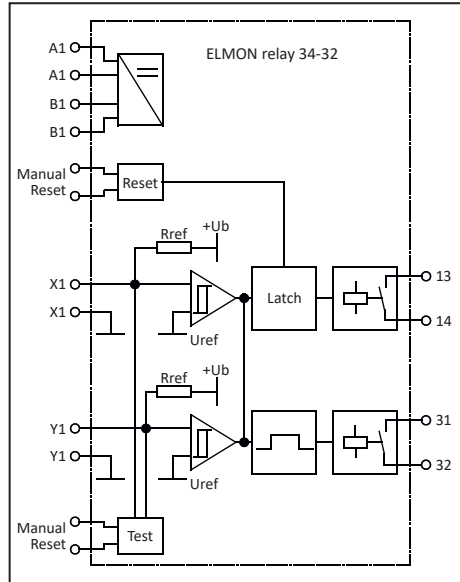 ELMON relay 34-32
A1
A1
B1
B1
Manual
Reset
Reset
Rref
+Ub
X1
X1
Uref
Latch
13
14
Rref
+Ub
Y1
Y1
Uref
31
32
Manual
Reset
Test